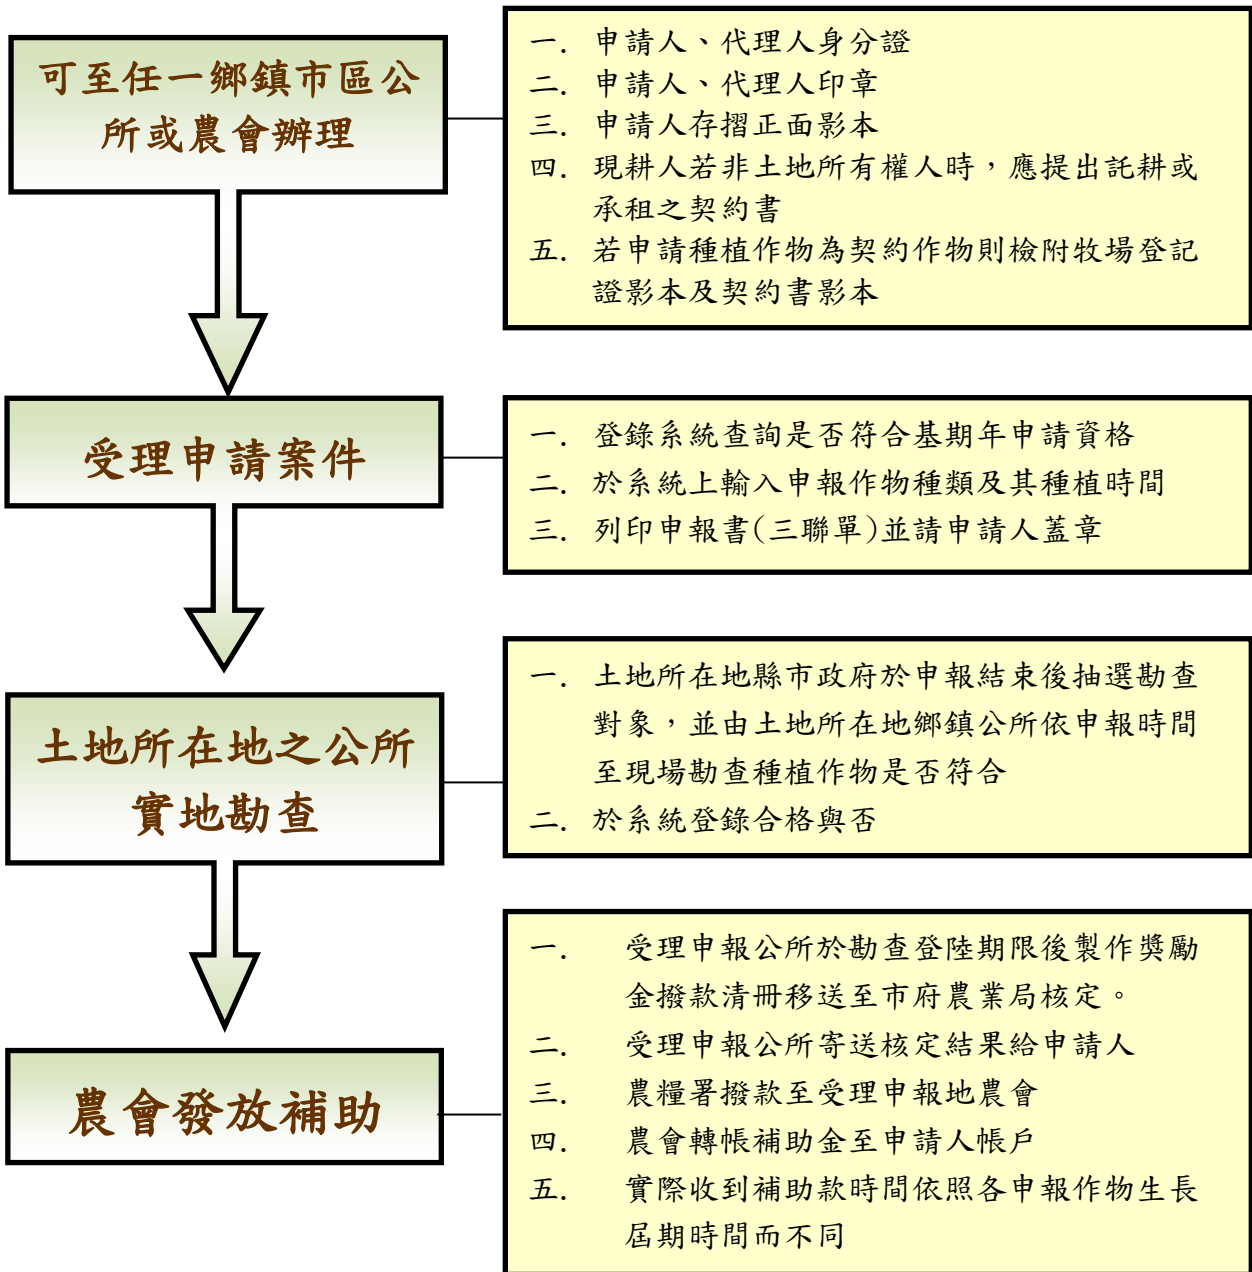 可至任一鄉鎮市區公
所或農會辦理
一. 申請人、代理人身分證
二. 申請人、代理人印章
三. 申請人存摺正面影本
四. 現耕人若非土地所有權人時，應提出託耕或
承租之契約書
五. 若申請種植作物為契約作物則檢附牧場登記
證影本及契約書影本
受理申請案件
一. 登錄系統查詢是否符合基期年申請資格
二. 於系統上輸入申報作物種類及其種植時間
三. 列印申報書(三聯單)並請申請人蓋章
土地所在地之公所
實地勘查
一. 土地所在地縣市政府於申報結束後抽選勘查
對象，並由土地所在地鄉鎮公所依申報時間
至現場勘查種植作物是否符合
二. 於系統登錄合格與否
農會發放補助
一. 受理申報公所於勘查登陸期限後製作獎勵
金撥款清冊移送至市府農業局核定。
二. 受理申報公所寄送核定結果給申請人
三. 農糧署撥款至受理申報地農會
四. 農會轉帳補助金至申請人帳戶
五. 實際收到補助款時間依照各申報作物生長
屆期時間而不同